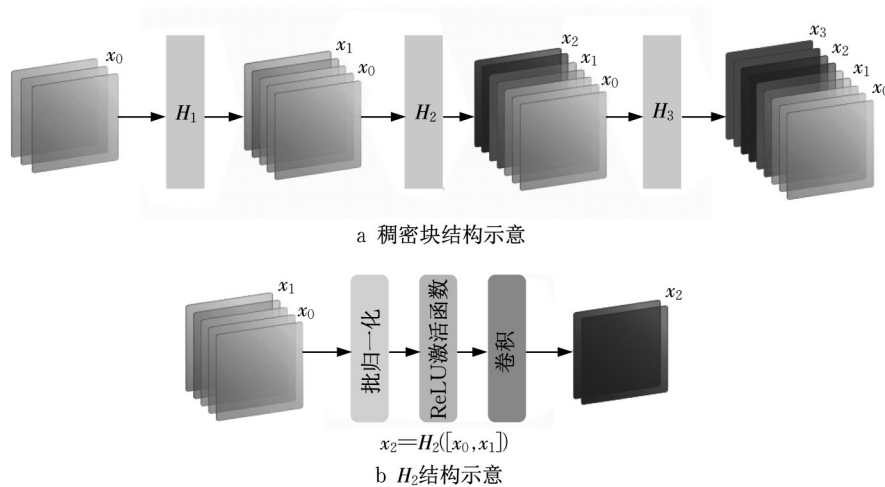 x₀
H₁
x₁
x₀
H₂
x₂
x₁
x₀
H₃
x₃
x₂
x₁
x₀
a 稠密块结构示意
x₁
x₀
批归一化
ReLU激活函数
卷积
x₂
x₂=H₂([x₀,x₁])
b H₂结构示意